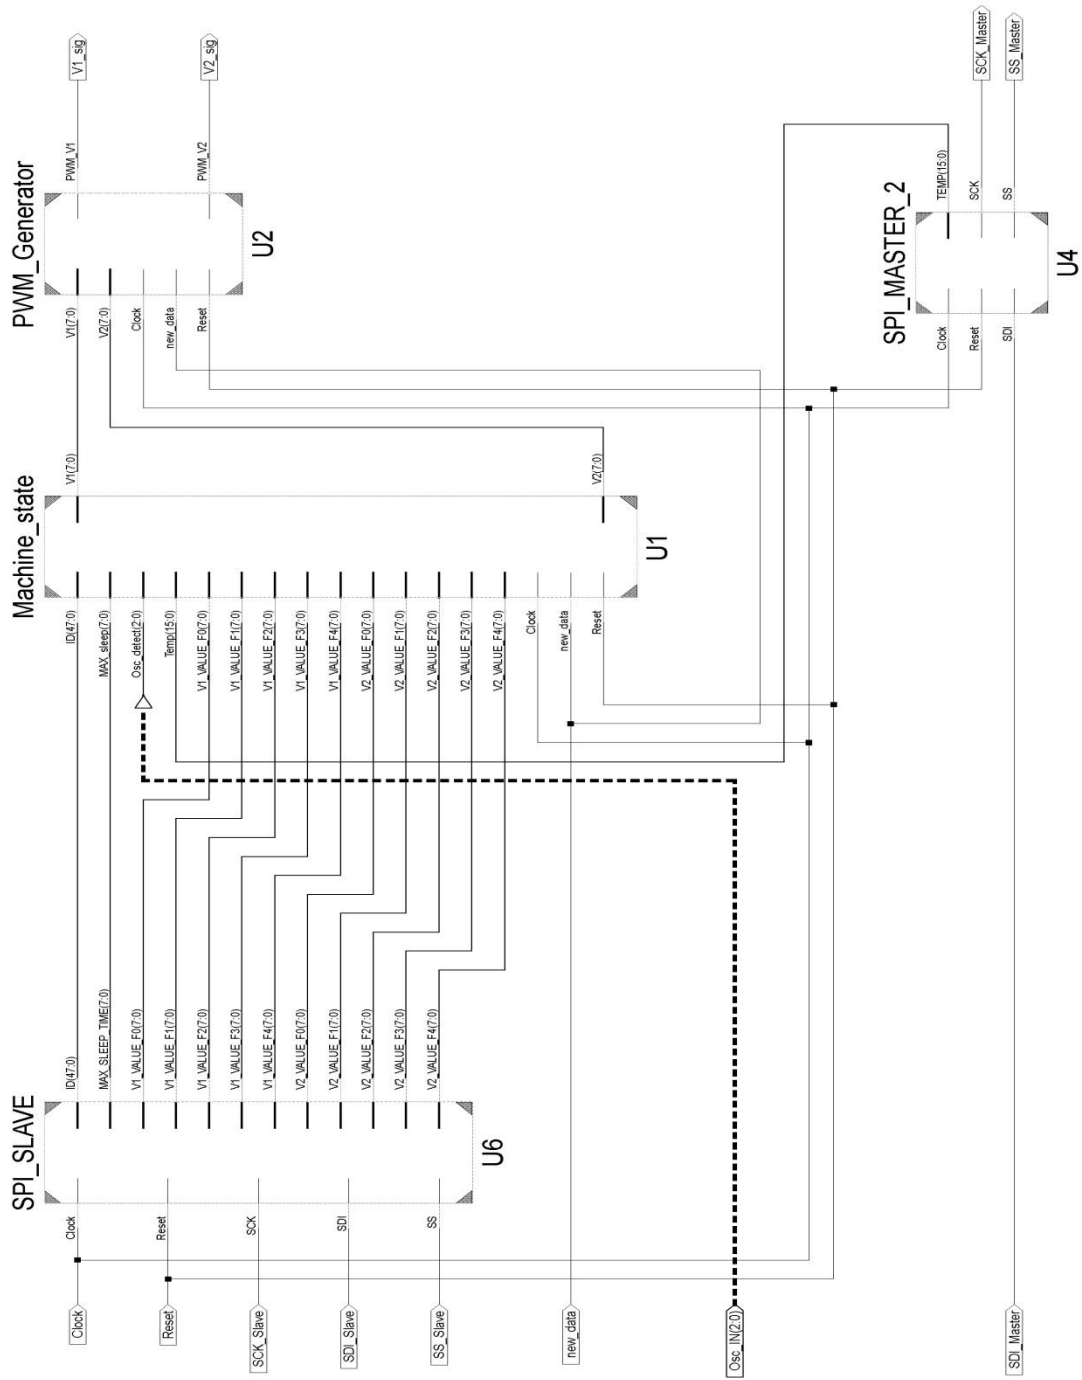 SPI_SLAVE
U6
Clock
Reset
SCK
SDI
SS
ID(47:0)
MAX_SLEEP_TIME(7:0)
V1_VALUE_F0(7:0)
V1_VALUE_F1(7:0)
V1_VALUE_F2(7:0)
V1_VALUE_F3(7:0)
V1_VALUE_F4(7:0)
V2_VALUE_F0(7:0)
V2_VALUE_F1(7:0)
V2_VALUE_F2(7:0)
V2_VALUE_F3(7:0)
V2_VALUE_F4(7:0)
Clock
Reset
SCK_Slave
SDI_Slave
SS_Slave
new_data
Osc_IN(2:0)
SDI_Master
Machine_state
U1
ID(47:0)
MAX_sleep(7:0)
Osc_detect(2:0)
Temp(15:0)
V1_VALUE_F0(7:0)
V1_VALUE_F1(7:0)
V1_VALUE_F2(7:0)
V1_VALUE_F3(7:0)
V1_VALUE_F4(7:0)
V2_VALUE_F0(7:0)
V2_VALUE_F1(7:0)
V2_VALUE_F2(7:0)
V2_VALUE_F3(7:0)
V2_VALUE_F4(7:0)
Clock
new_data
Reset
V1(7:0)
V2(7:0)
PWM_Generator
U2
V1(7:0)
V2(7:0)
Clock
new_data
Reset
PWM_V1
PWM_V2
V1_sig
V2_sig
SPI_MASTER_2
U4
Clock
Reset
SDI
TEMP(15:0)
SCK
SS
SCK_Master
SS_Master